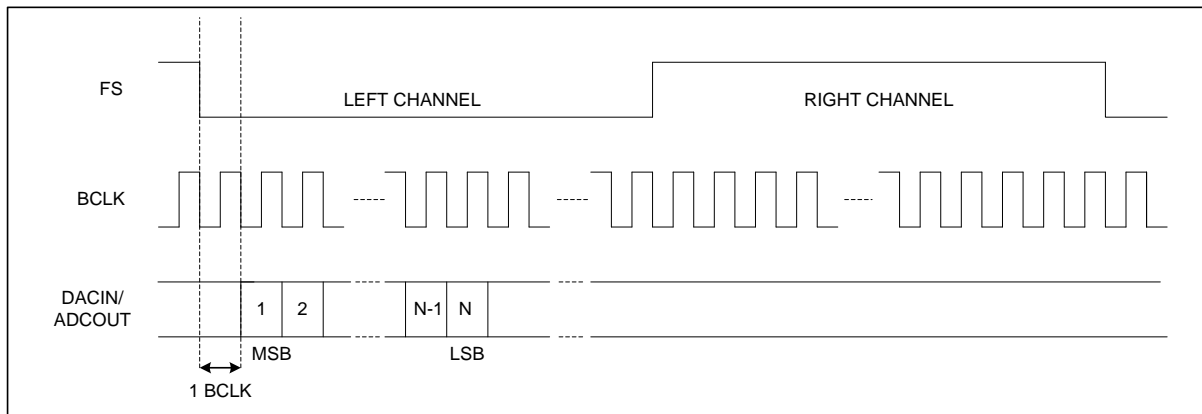 FS
LEFT CHANNEL
RIGHT CHANNEL
BCLK
DACIN/
ADCOUT
1
2
N-1
N
MSB
LSB
1 BCLK